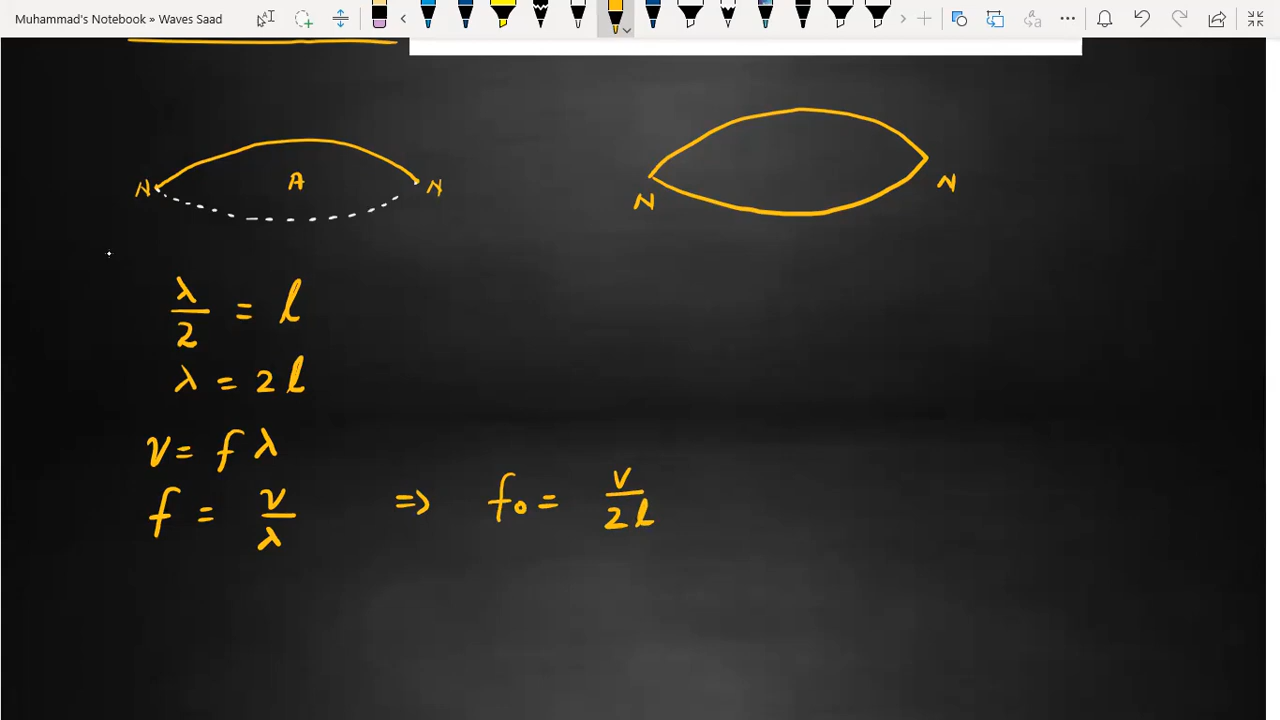 Muhammad's Notebook » Waves Saad
N A N
N N
λ/2 = l
λ = 2l
v = fλ
f = v/λ ⇒ f₀ = v/2l